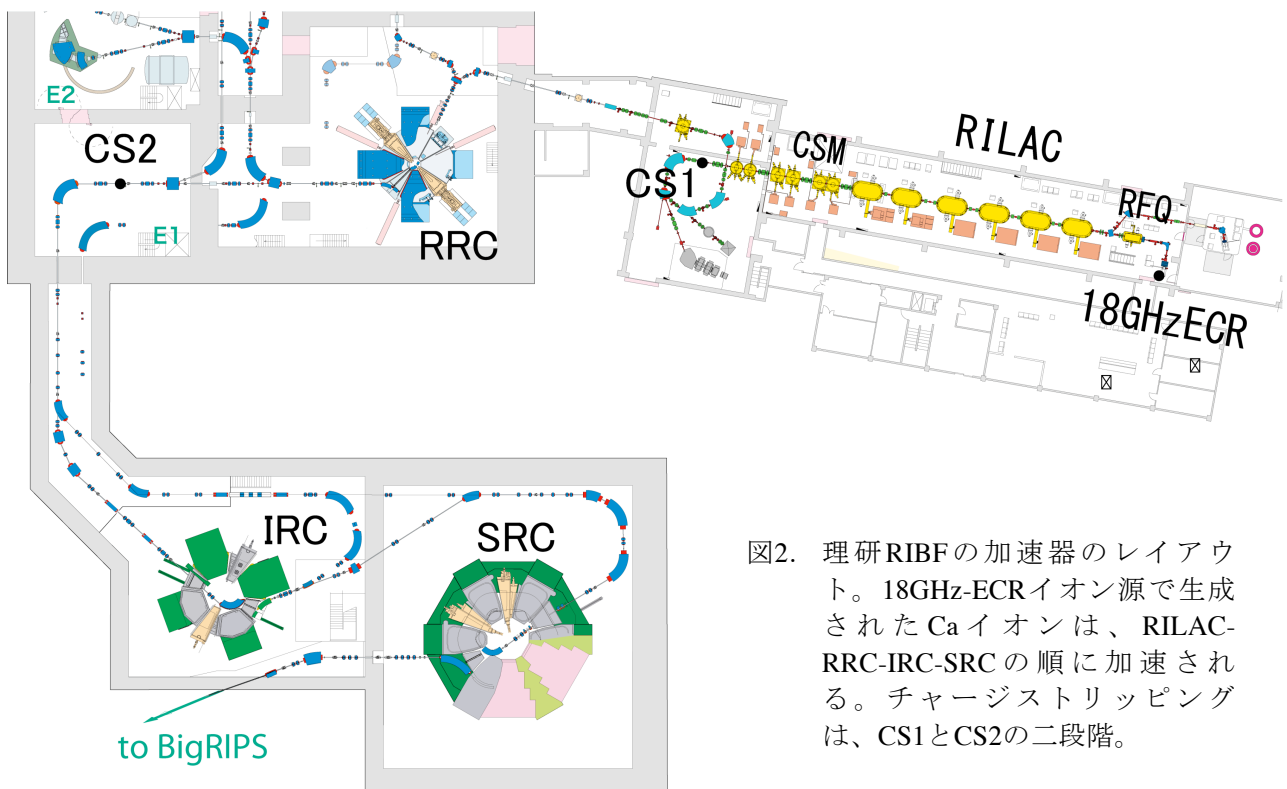 E2
CS2
E1
RRC
CS1
CSM
RILAC
RFQ
18GHzECR
IRC
SRC
to BigRIPS
図2. 理研RIBFの加速器のレイアウ
ト。18GHz-ECRイオン源で生成
されたCaイオンは、RILAC-
RRC-IRC-SRCの順に加速され
る。チャージストリッピング
は、CS1とCS2の二段階。